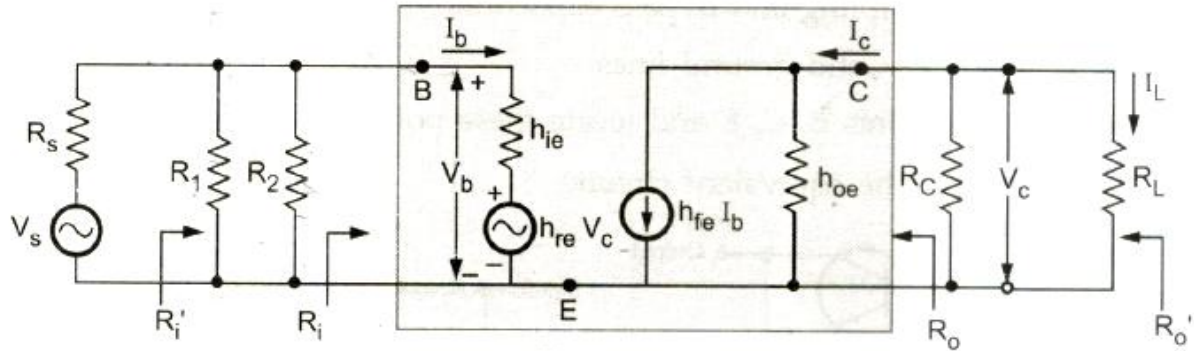 I_b
I_c
B
C
I_L
R_s
R_1
R_2
+
V_b
h_ie
+
h_re V_c
h_fe I_b
h_oe
R_C
V_c
R_L
V_s
−
−
E
R_i'
R_i
R_o
R_o'